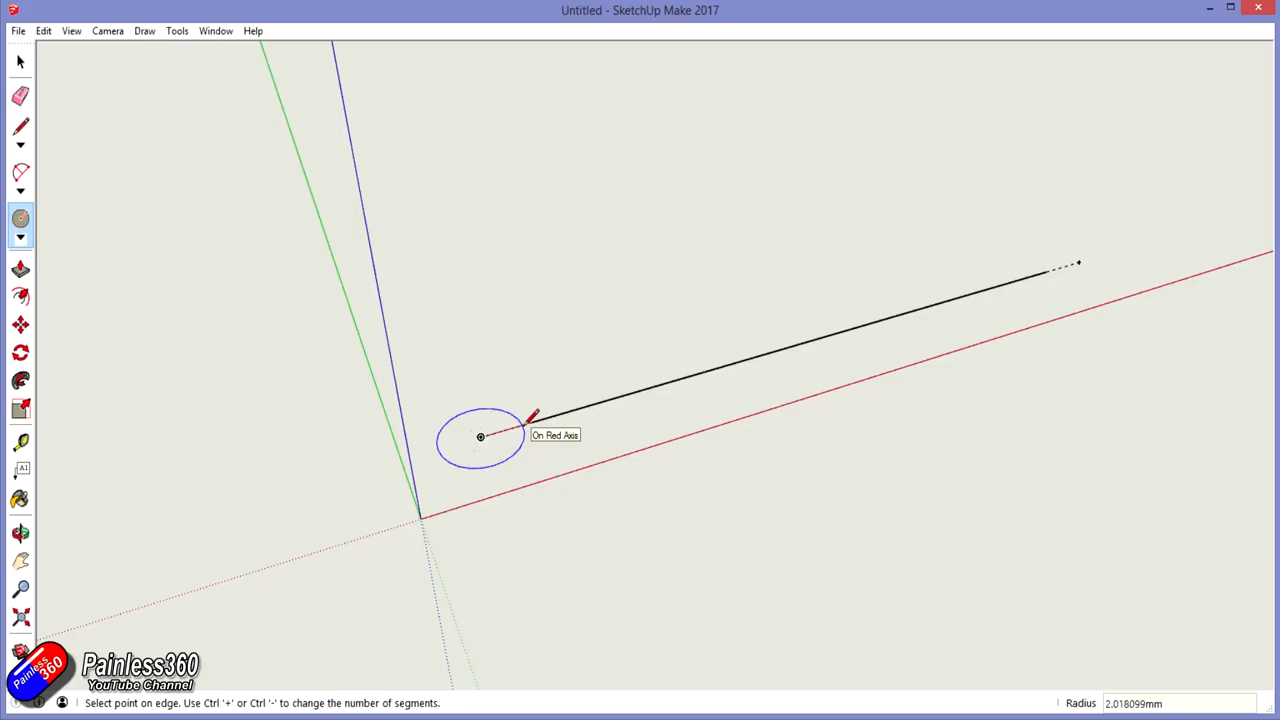 Untitled - SketchUp Make 2017
File Edit View Camera Draw Tools Window Help
On Red Axis
A1
Painless360
Painless360
YouTube Channel
Select point on edge. Use Ctrl '+' or Ctrl '-' to change the number of segments.
Radius 2.018099mm